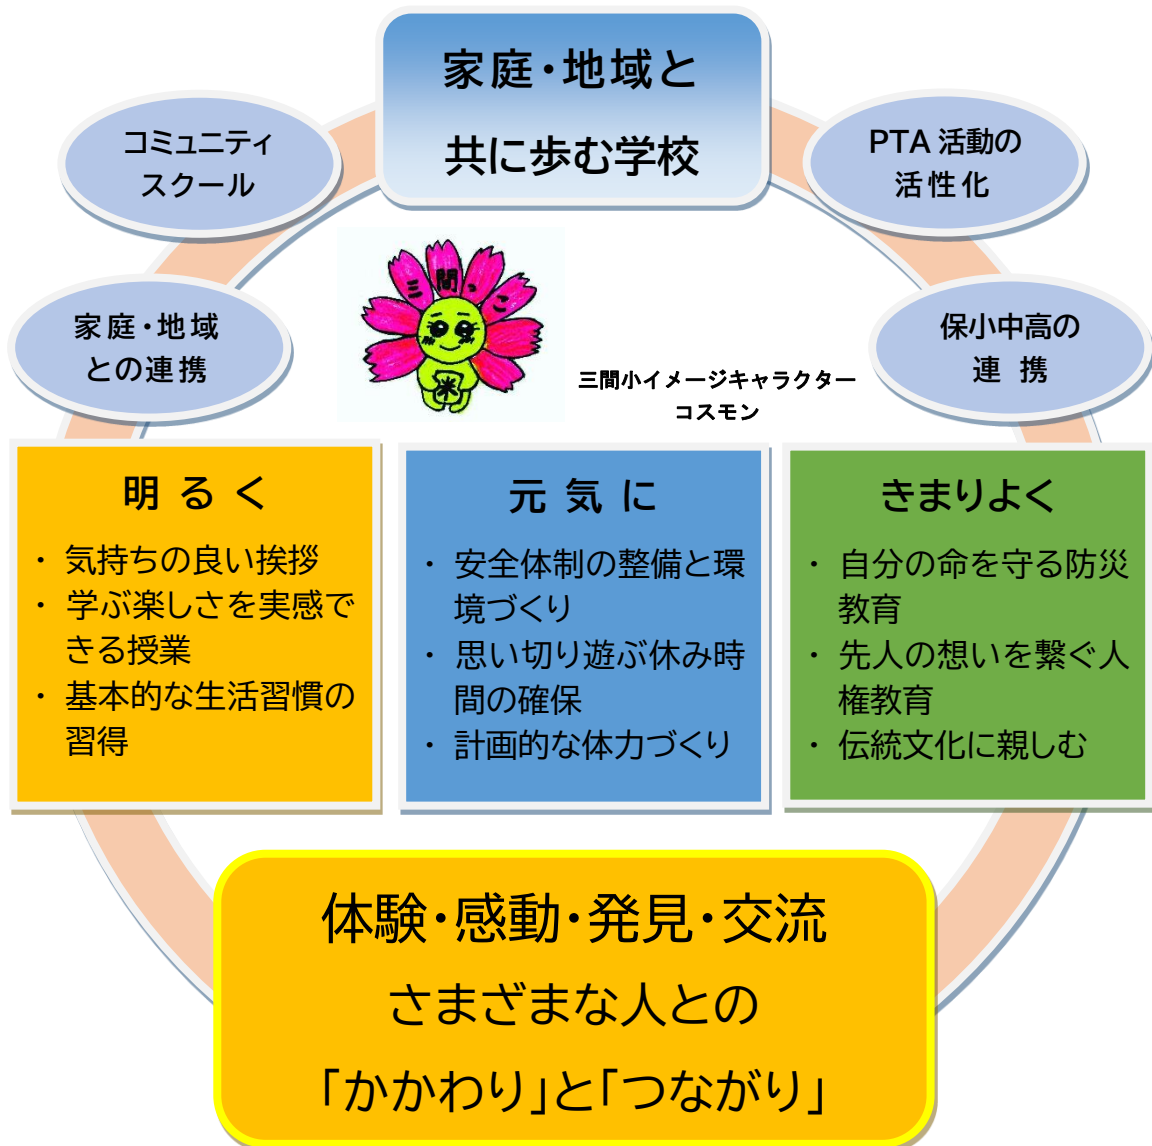 家庭・地域と
共に歩む学校
コミュニティ
スクール
PTA 活動の
活性化
家庭・地域
との連携
三間っこ
米
三間小イメージキャラクター
コスモン
保小中高の
連 携
明 る く
・ 気持ちの良い挨拶
・ 学ぶ楽しさを実感で
きる授業
・ 基本的な生活習慣の
習得
元 気 に
・ 安全体制の整備と環
境づくり
・ 思い切り遊ぶ休み時
間の確保
・ 計画的な体力づくり
きまりよく
・ 自分の命を守る防災
教育
・ 先人の想いを繋ぐ人
権教育
・ 伝統文化に親しむ
体験・感動・発見・交流
さまざまな人との
「かかわり」と「つながり」